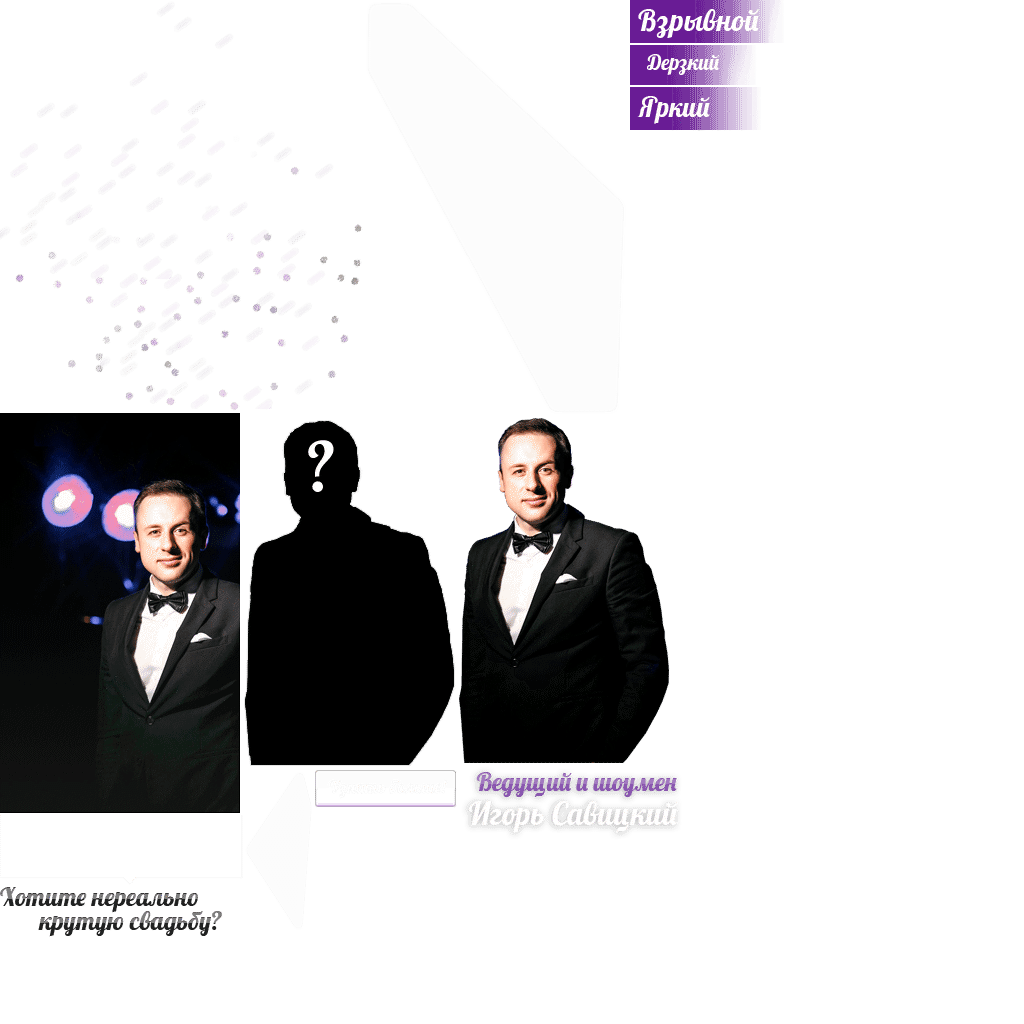 Взрывной
Дерзкий
Яркий
?
Ведущий и шоумен
Игорь Савицкий
Хотите нереально
крутую свадьбу?